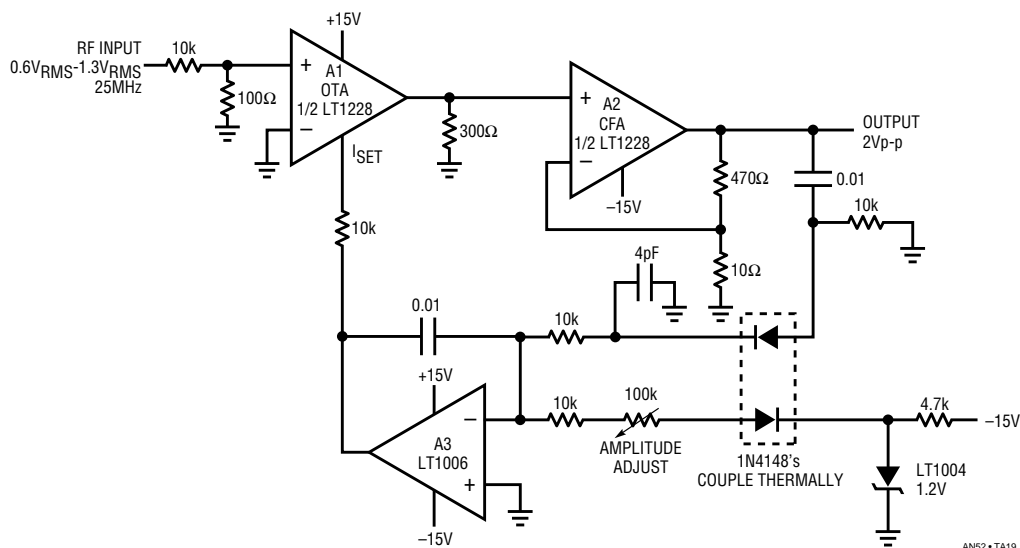 +15V
RF INPUT
0.6VRMS-1.3VRMS
25MHz
10k
100Ω
+
A1
OTA
1/2 LT1228
–
ISET
300Ω
+
A2
CFA
1/2 LT1228
–
–15V
OUTPUT
2Vp-p
470Ω
0.01
10k
10Ω
10k
4pF
0.01
10k
+15V
–
A3
LT1006
+
–15V
10k
100k
AMPLITUDE
ADJUST
1N4148's
COUPLE THERMALLY
4.7k
–15V
LT1004
1.2V
AN52 • TA19